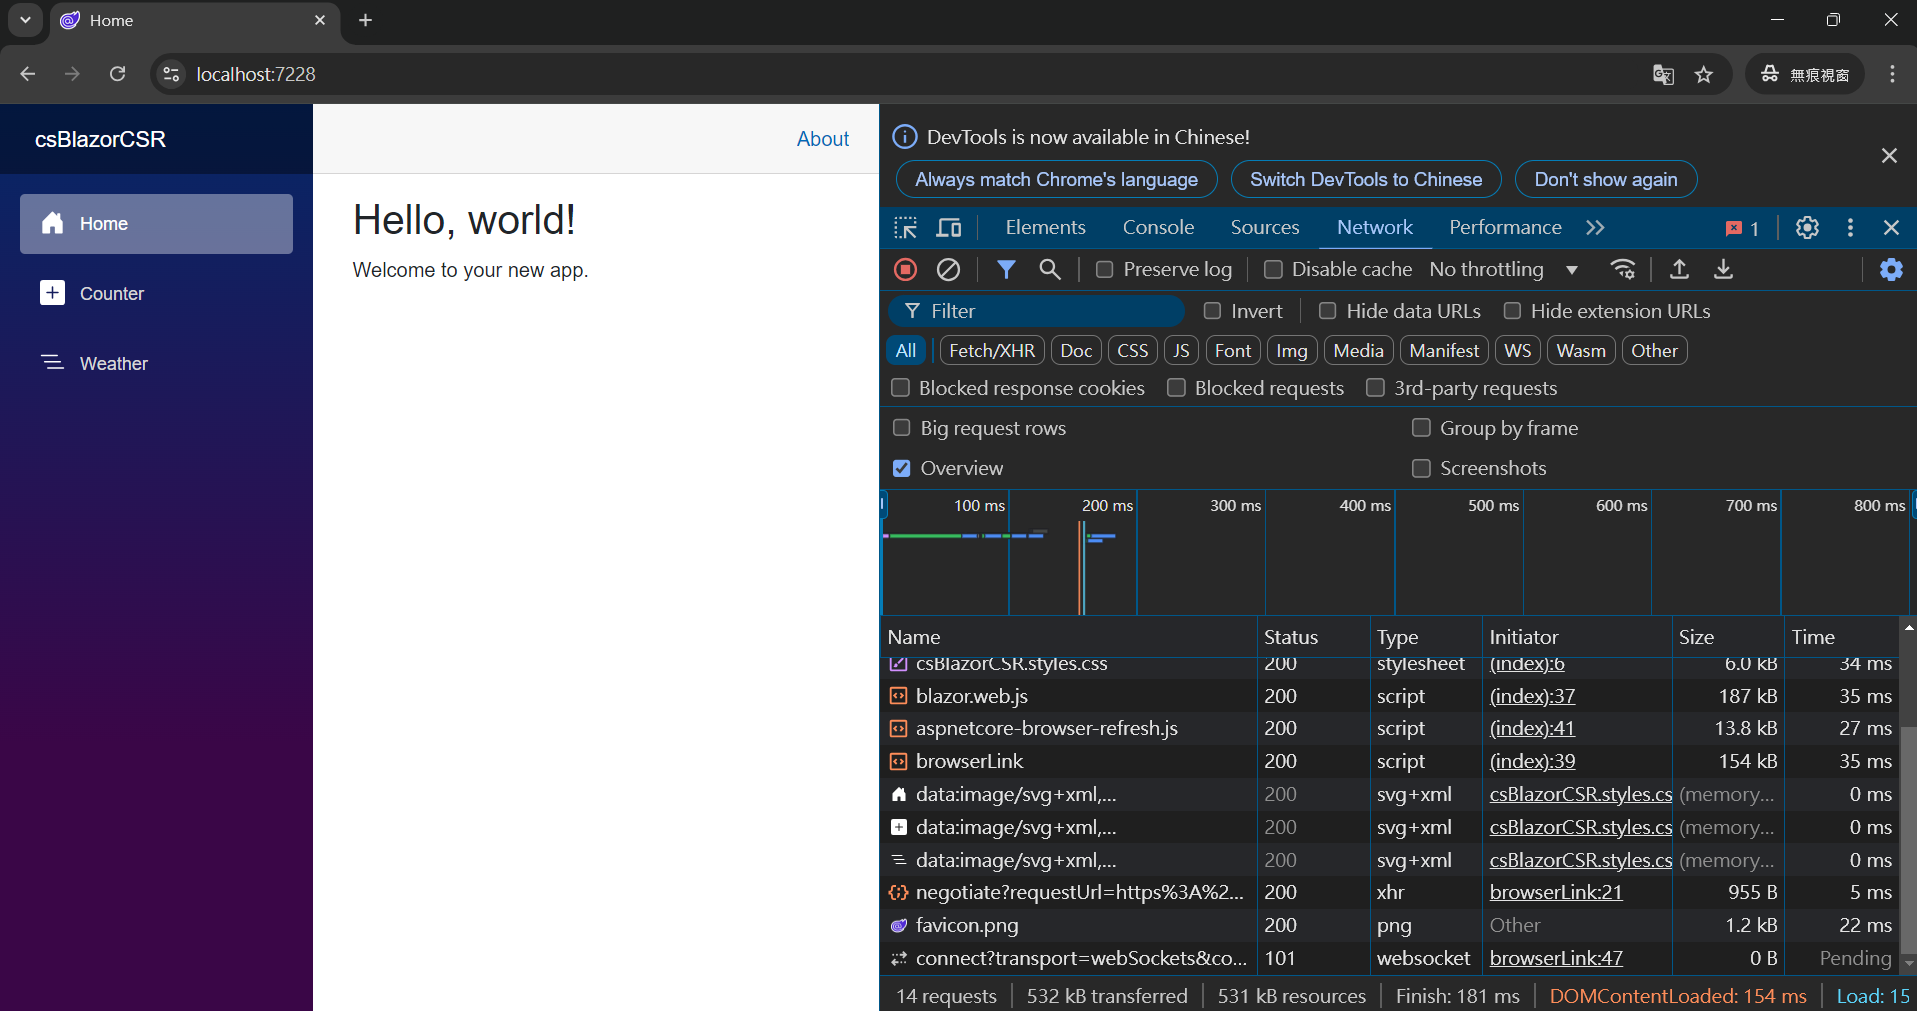 Home
localhost:7228
無痕視窗
csBlazorCSR
About
Home
Counter
Weather
Hello, world!
Welcome to your new app.
DevTools is now available in Chinese!
Always match Chrome's language
Switch DevTools to Chinese
Don't show again
Elements Console Sources Network Performance 1
Preserve log Disable cache No throttling
Filter Invert Hide data URLs Hide extension URLs
All Fetch/XHR Doc CSS JS Font Img Media Manifest WS Wasm Other
Blocked response cookies Blocked requests 3rd-party requests
Big request rows Group by frame
Overview Screenshots
100 ms 200 ms 300 ms 400 ms 500 ms 600 ms 700 ms 800 ms
Name Status Type Initiator Size Time
csBlazorCSR.styles.css 200 stylesheet (index):6 6.0 kB 34 ms
blazor.web.js 200 script (index):37 187 kB 35 ms
aspnetcore-browser-refresh.js 200 script (index):41 13.8 kB 27 ms
browserLink 200 script (index):39 154 kB 35 ms
data:image/svg+xml,... 200 svg+xml csBlazorCSR.styles.cs (memory... 0 ms
data:image/svg+xml,... 200 svg+xml csBlazorCSR.styles.cs (memory... 0 ms
data:image/svg+xml,... 200 svg+xml csBlazorCSR.styles.cs (memory... 0 ms
negotiate?requestUrl=https%3A%2... 200 xhr browserLink:21 955 B 5 ms
favicon.png 200 png Other 1.2 kB 22 ms
connect?transport=webSockets&co... 101 websocket browserLink:47 0 B Pending
14 requests 532 kB transferred 531 kB resources Finish: 181 ms DOMContentLoaded: 154 ms Load: 15